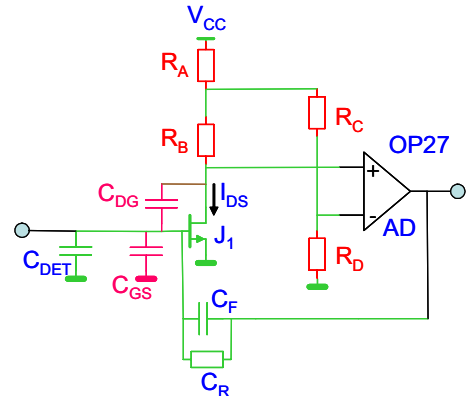 V_CC
R_A
R_C
R_B
OP27
C_DG
I_DS
+
-
AD
J_1
C_DET
C_GS
R_D
C_F
C_R